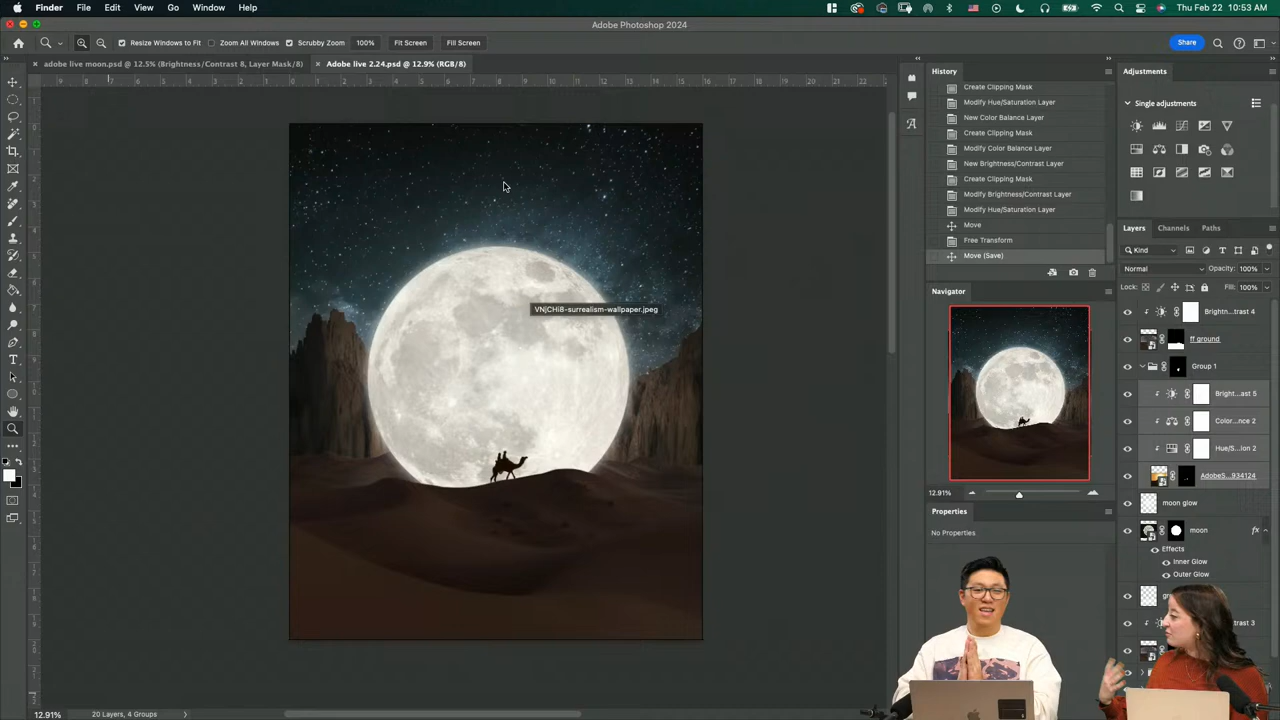 Finder File Edit View Go Window Help
Thu Feb 22 10:53 AM
Adobe Photoshop 2024
Resize Windows to Fit Zoom All Windows Scrubby Zoom 100% Fit Screen Fill Screen
Share
adobe live moon.psd @ 12.5% (Brightness/Contrast 8, Layer Mask/8)
Adobe live 2.24.psd @ 12.9% (RGB/8)
History
Create Clipping Mask
Modify Hue/Saturation Layer
New Color Balance Layer
Create Clipping Mask
Modify Color Balance Layer
New Brightness/Contrast Layer
Create Clipping Mask
Modify Brightness/Contrast Layer
Modify Hue/Saturation Layer
Move
Free Transform
Move (Save)
Navigator
12.91%
Properties
No Properties
Adjustments
Single adjustments
Layers Channels Paths
Kind
Normal Opacity: 100%
Lock: Fill: 100%
Brightn...trast 4
ff ground
Group 1
Bright...ast 5
Color...nce 2
Hue/S...ion 2
AdobeS...934124
moon glow
moon fx
Effects
Inner Glow
Outer Glow
VN|CHi8-surrealism-wallpaper.jpeg
12.91% 20 Layers, 4 Groups